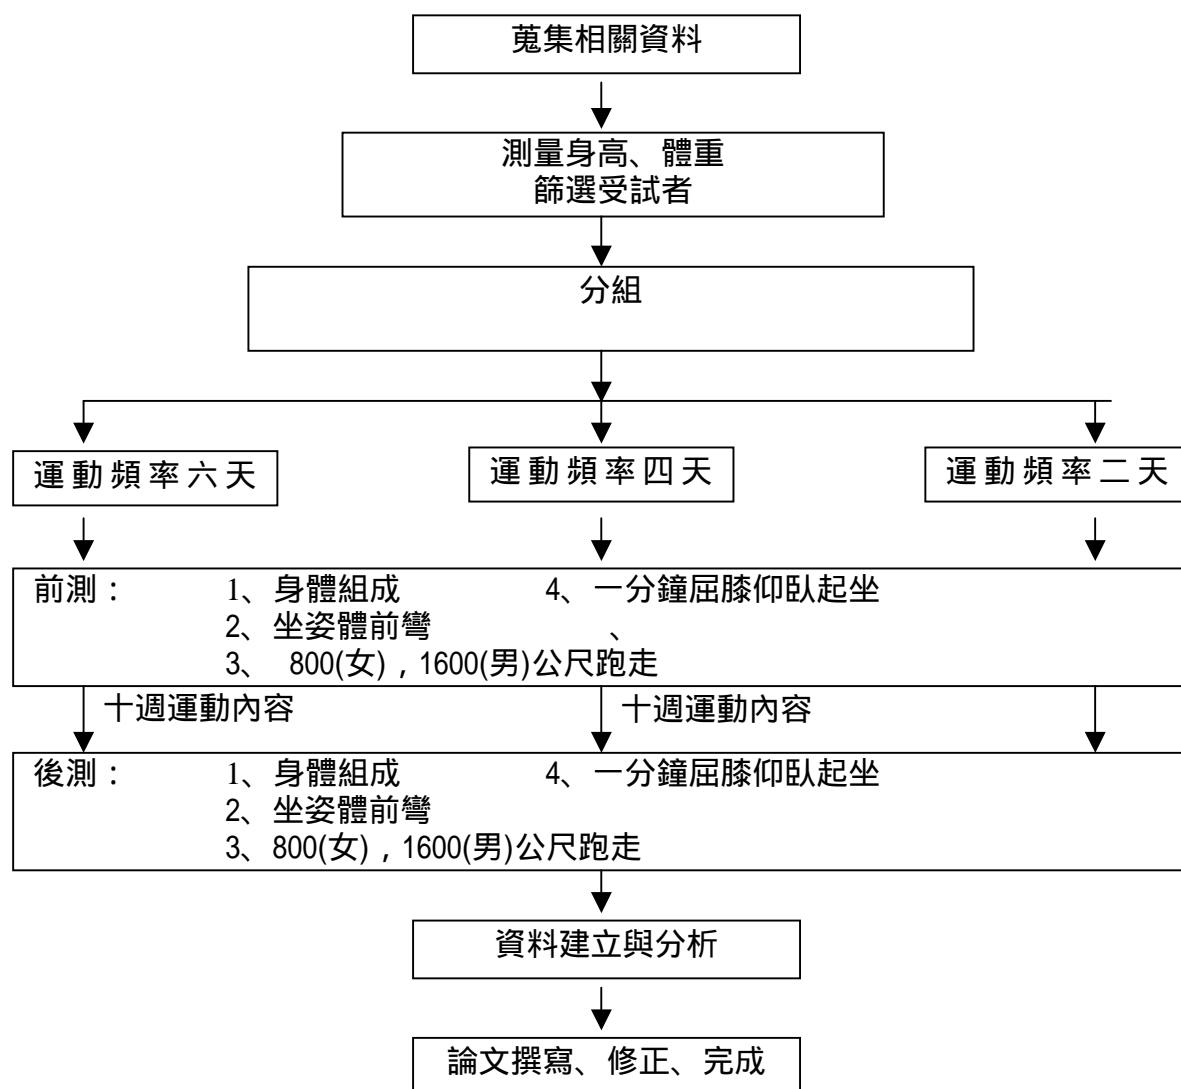 蒐集相關資料
測量身高、體重
篩選受試者
分組
運動頻率六天 運動頻率四天 運動頻率二天
前測： 1、身體組成 4、一分鐘屈膝仰臥起坐
2、坐姿體前彎 、
3、 800(女)，1600(男)公尺跑走
十週運動內容 十週運動內容
後測： 1、身體組成 4、一分鐘屈膝仰臥起坐
2、坐姿體前彎
3、800(女)，1600(男)公尺跑走
資料建立與分析
論文撰寫、修正、完成